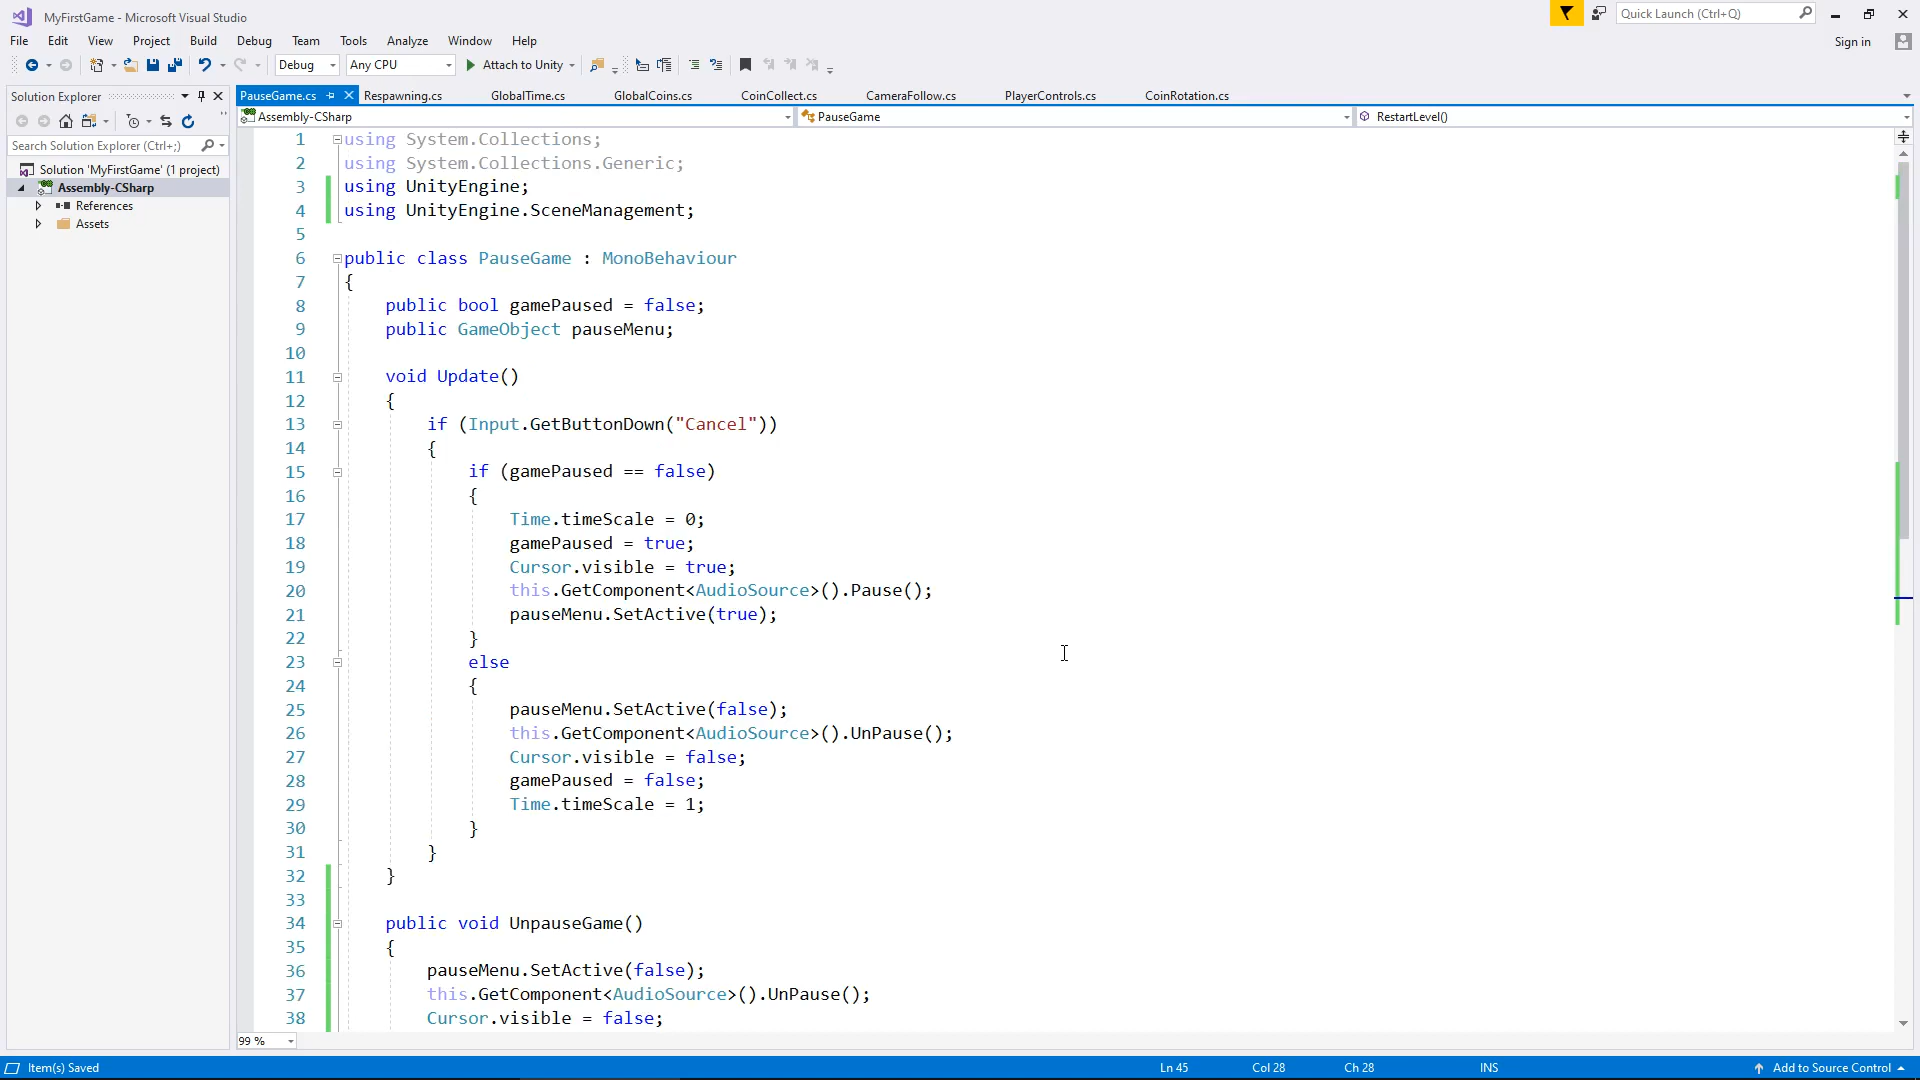 MyFirstGame - Microsoft Visual Studio
Quick Launch (Ctrl+Q)
File Edit View Project Build Debug Team Tools Analyze Window Help
Sign in
Debug Any CPU Attach to Unity
Solution Explorer
PauseGame.cs Respawning.cs GlobalTime.cs GlobalCoins.cs CoinCollect.cs CameraFollow.cs PlayerControls.cs CoinRotation.cs
Assembly-CSharp PauseGame RestartLevel()
Search Solution Explorer (Ctrl+;)
Solution 'MyFirstGame' (1 project)
Assembly-CSharp
References
Assets
1 using System.Collections;
2 using System.Collections.Generic;
3 using UnityEngine;
4 using UnityEngine.SceneManagement;
5
6 public class PauseGame : MonoBehaviour
7 {
8 public bool gamePaused = false;
9 public GameObject pauseMenu;
10
11 void Update()
12 {
13 if (Input.GetButtonDown("Cancel"))
14 {
15 if (gamePaused == false)
16 {
17 Time.timeScale = 0;
18 gamePaused = true;
19 Cursor.visible = true;
20 this.GetComponent<AudioSource>().Pause();
21 pauseMenu.SetActive(true);
22 }
23 else
24 {
25 pauseMenu.SetActive(false);
26 this.GetComponent<AudioSource>().UnPause();
27 Cursor.visible = false;
28 gamePaused = false;
29 Time.timeScale = 1;
30 }
31 }
32 }
33
34 public void UnpauseGame()
35 {
36 pauseMenu.SetActive(false);
37 this.GetComponent<AudioSource>().UnPause();
38 Cursor.visible = false;
99 %
Item(s) Saved Ln 45 Col 28 Ch 28 INS Add to Source Control